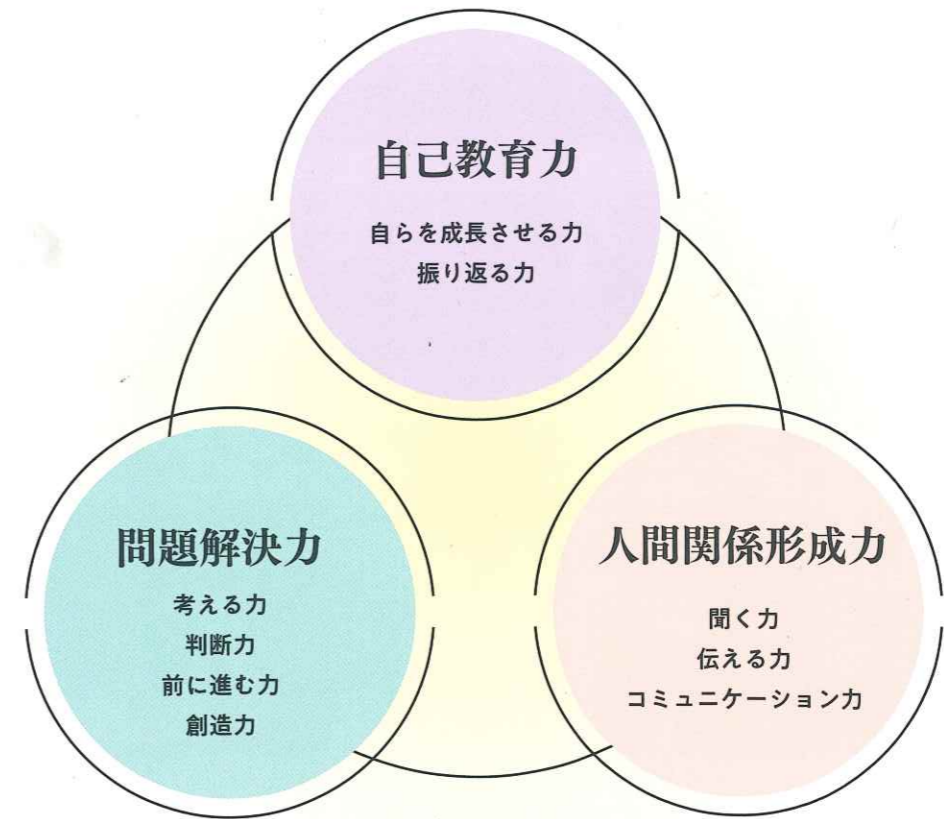 自己教育力
自らを成長させる力
振り返る力
問題解決力
考える力
判断力
前に進む力
創造力
人間関係形成力
聞く力
伝える力
コミュニケーション力